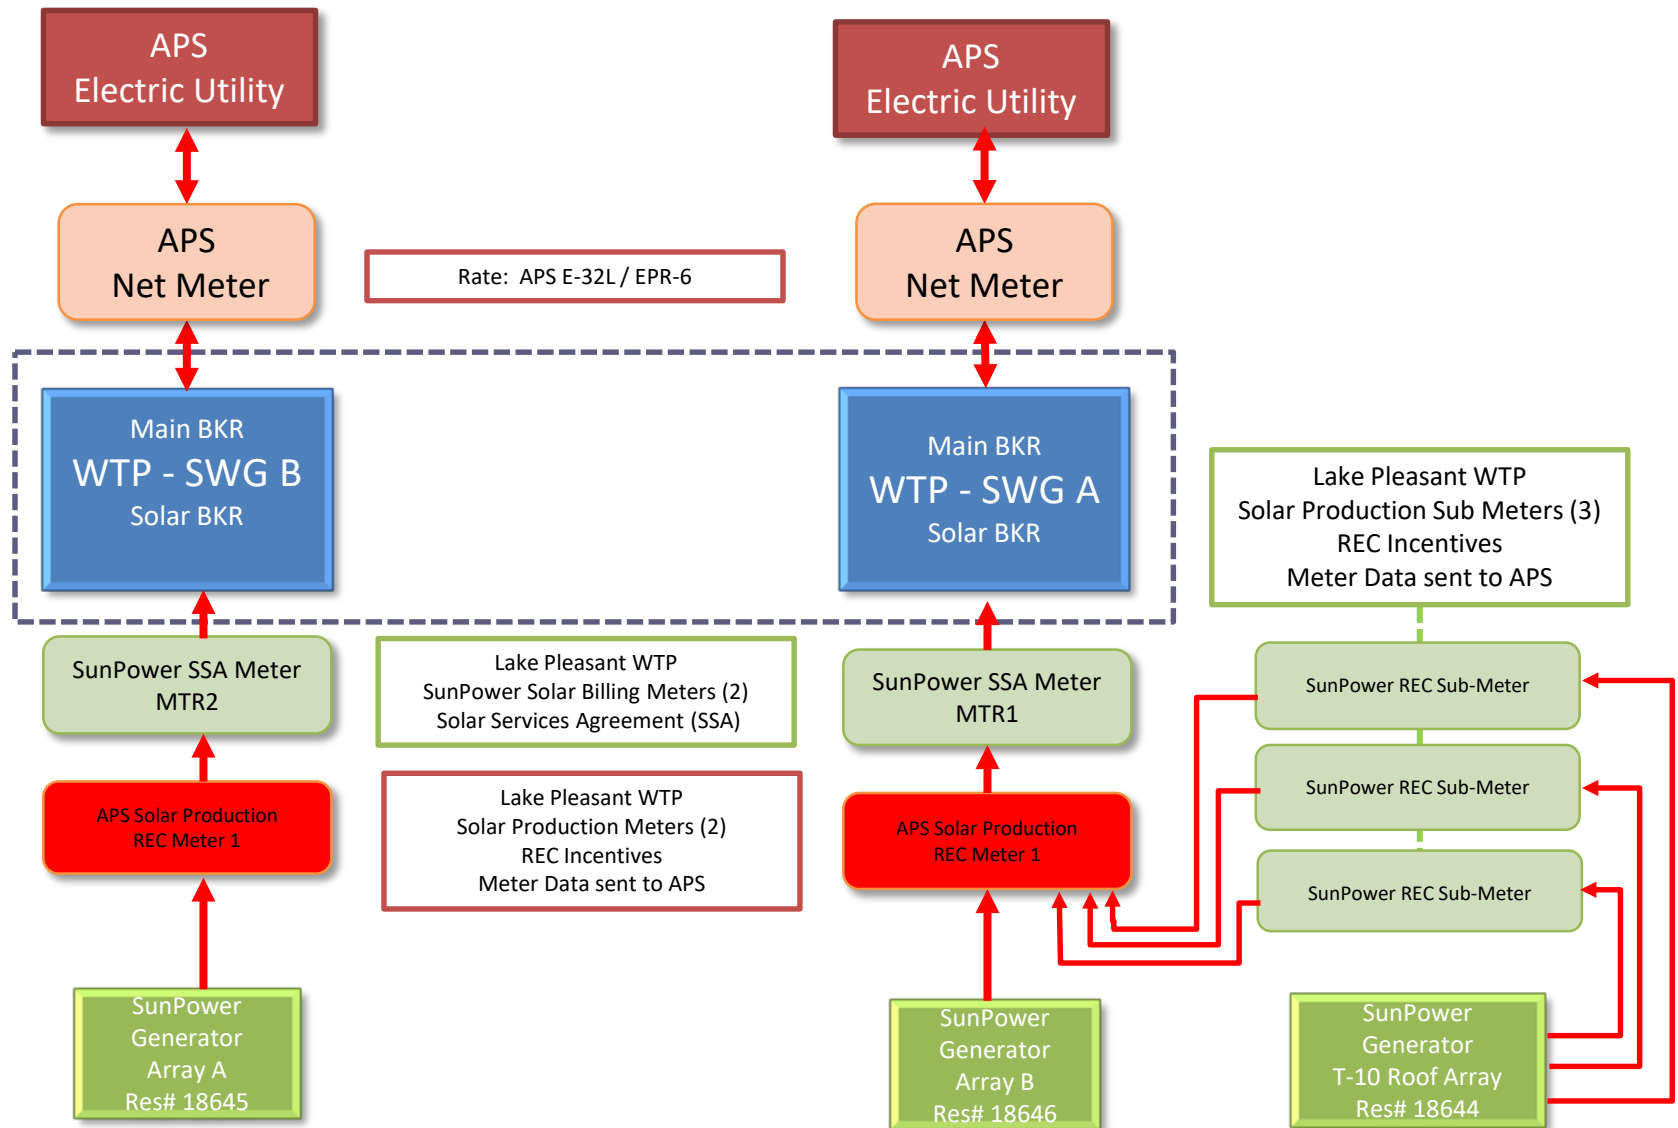 APS
Electric Utility
APS
Electric Utility
APS
Net Meter
Rate:  APS E-32L / EPR-6
APS
Net Meter
Main BKR
WTP - SWG B
Solar BKR
Main BKR
WTP - SWG A
Solar BKR
Lake Pleasant WTP
Solar Production Sub Meters (3)
REC Incentives
Meter Data sent to APS
SunPower SSA Meter
MTR2
Lake Pleasant WTP
SunPower Solar Billing Meters (2)
Solar Services Agreement (SSA)
SunPower SSA Meter
MTR1
SunPower REC Sub-Meter
SunPower REC Sub-Meter
SunPower REC Sub-Meter
APS Solar Production
REC Meter 1
Lake Pleasant WTP
Solar Production Meters (2)
REC Incentives
Meter Data sent to APS
APS Solar Production
REC Meter 1
SunPower
Generator
Array A
Res# 18645
SunPower
Generator
Array B
Res# 18646
SunPower
Generator
T-10 Roof Array
Res# 18644